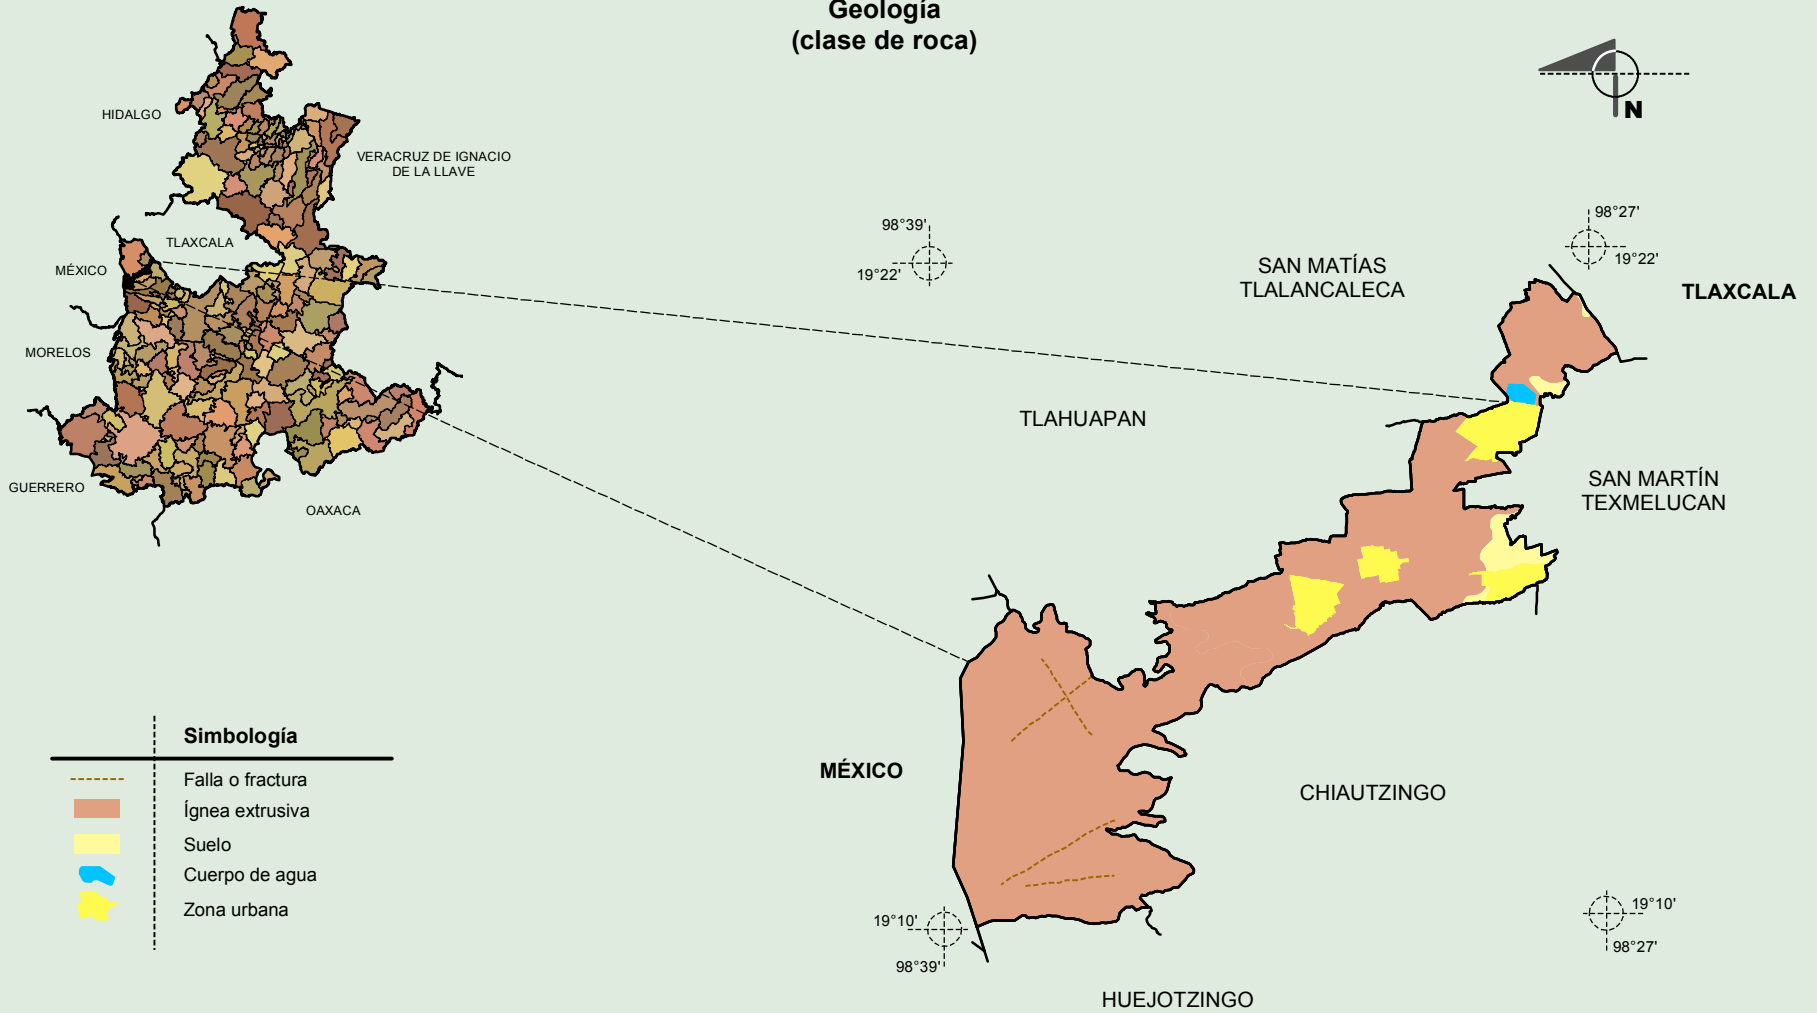 Geología
(clase de roca)
N
HIDALGO
VERACRUZ DE IGNACIO
DE LA LLAVE
TLAXCALA
MÉXICO
MORELOS
GUERRERO
OAXACA
98°39'
19°22'
98°27'
19°22'
SAN MATÍAS
TLALANCALECA
TLAXCALA
TLAHUAPAN
SAN MARTÍN
TEXMELUCAN
MÉXICO
CHIAUTZINGO
19°10'
98°39'
19°10'
98°27'
HUEJOTZINGO
Simbología
Falla o fractura
Ígnea extrusiva
Suelo
Cuerpo de agua
Zona urbana